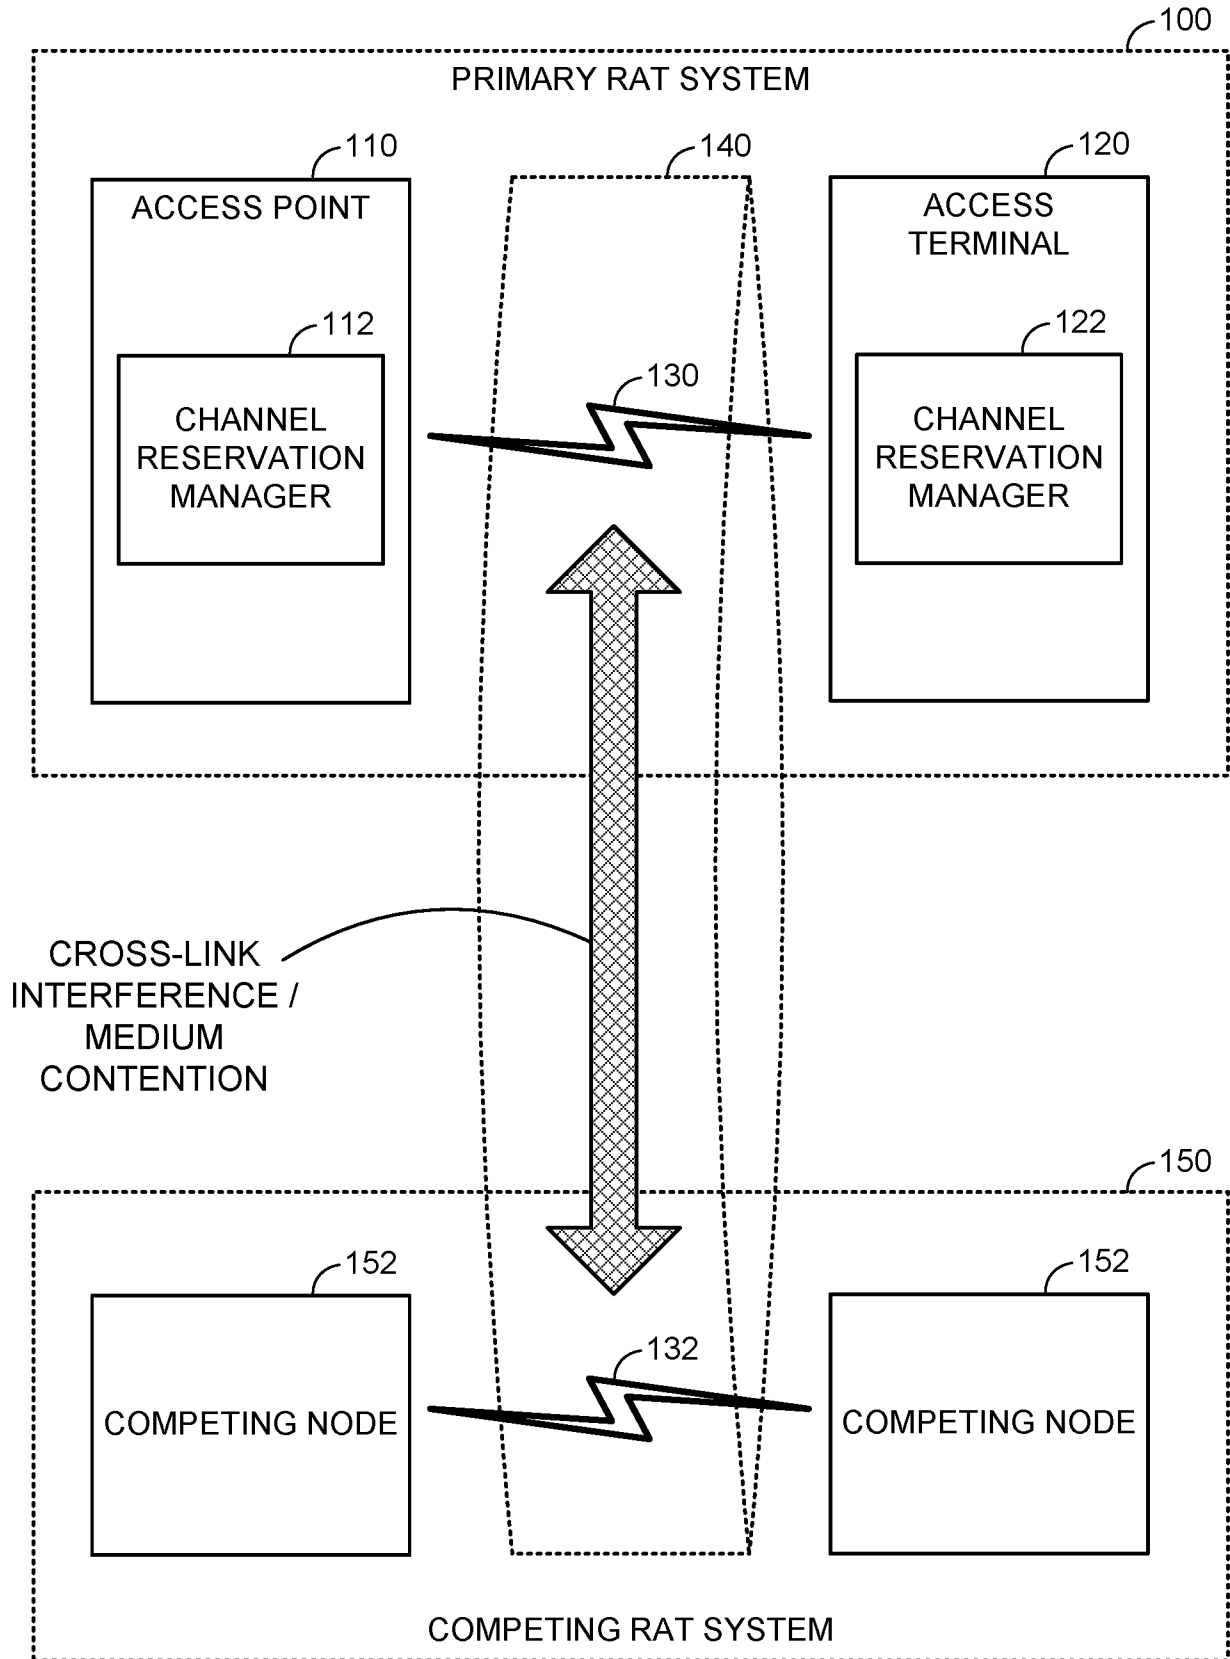 100
PRIMARY RAT SYSTEM
110
140
120
ACCESS POINT
ACCESS
TERMINAL
112
122
130
CHANNEL
RESERVATION
MANAGER
CHANNEL
RESERVATION
MANAGER
CROSS-LINK
INTERFERENCE /
MEDIUM
CONTENTION
150
152
152
132
COMPETING NODE
COMPETING NODE
COMPETING RAT SYSTEM